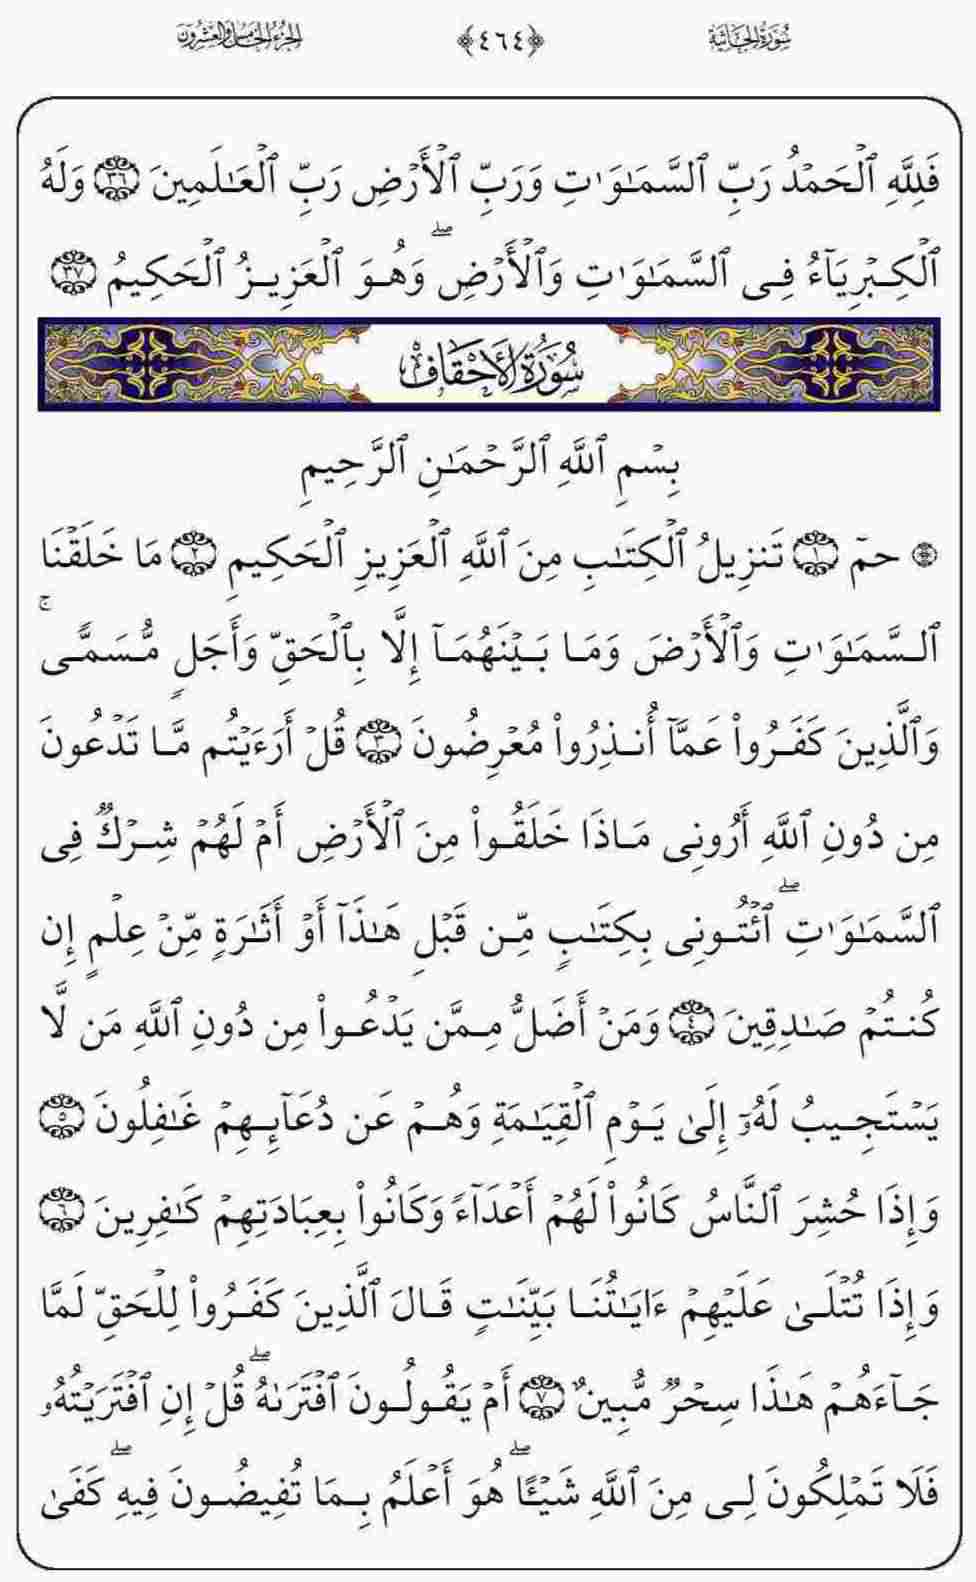 سُورَةُ الجَاثِيَةِ ﴿٤٦٤﴾ الجُزْءُ الخَامِسُ وَالعِشْرُونَ
فَلِلَّهِ ٱلْحَمْدُ رَبِّ ٱلسَّمَـٰوَٰتِ وَرَبِّ ٱلْأَرْضِ رَبِّ ٱلْعَـٰلَمِينَ ٣٦ وَلَهُ
ٱلْكِبْرِيَآءُ فِى ٱلسَّمَـٰوَٰتِ وَٱلْأَرْضِ ۖ وَهُوَ ٱلْعَزِيزُ ٱلْحَكِيمُ ٣٧
سُورَةُ الأَحْقَافِ
بِسْمِ ٱللَّهِ ٱلرَّحْمَـٰنِ ٱلرَّحِيمِ
۞ حمٓ ١ تَنزِيلُ ٱلْكِتَـٰبِ مِنَ ٱللَّهِ ٱلْعَزِيزِ ٱلْحَكِيمِ ٢ مَا خَلَقْنَا
ٱلسَّمَـٰوَٰتِ وَٱلْأَرْضَ وَمَا بَيْنَهُمَآ إِلَّا بِٱلْحَقِّ وَأَجَلٍ مُّسَمًّى ۚ
وَٱلَّذِينَ كَفَرُوا۟ عَمَّآ أُنذِرُوا۟ مُعْرِضُونَ ٣ قُلْ أَرَءَيْتُم مَّا تَدْعُونَ
مِن دُونِ ٱللَّهِ أَرُونِى مَاذَا خَلَقُوا۟ مِنَ ٱلْأَرْضِ أَمْ لَهُمْ شِرْكٌ فِى
ٱلسَّمَـٰوَٰتِ ۖ ٱئْتُونِى بِكِتَـٰبٍ مِّن قَبْلِ هَـٰذَآ أَوْ أَثَـٰرَةٍ مِّنْ عِلْمٍ إِن
كُنتُمْ صَـٰدِقِينَ ٤ وَمَنْ أَضَلُّ مِمَّن يَدْعُوا۟ مِن دُونِ ٱللَّهِ مَن لَّا
يَسْتَجِيبُ لَهُۥٓ إِلَىٰ يَوْمِ ٱلْقِيَـٰمَةِ وَهُمْ عَن دُعَآئِهِمْ غَـٰفِلُونَ ٥
وَإِذَا حُشِرَ ٱلنَّاسُ كَانُوا۟ لَهُمْ أَعْدَآءً وَكَانُوا۟ بِعِبَادَتِهِمْ كَـٰفِرِينَ ٦
وَإِذَا تُتْلَىٰ عَلَيْهِمْ ءَايَـٰتُنَا بَيِّنَـٰتٍ قَالَ ٱلَّذِينَ كَفَرُوا۟ لِلْحَقِّ لَمَّا
جَآءَهُمْ هَـٰذَا سِحْرٌ مُّبِينٌ ٧ أَمْ يَقُولُونَ ٱفْتَرَىٰهُ ۖ قُلْ إِنِ ٱفْتَرَيْتُهُۥ
فَلَا تَمْلِكُونَ لِى مِنَ ٱللَّهِ شَيْـًٔا ۖ هُوَ أَعْلَمُ بِمَا تُفِيضُونَ فِيهِ ۖ كَفَىٰ